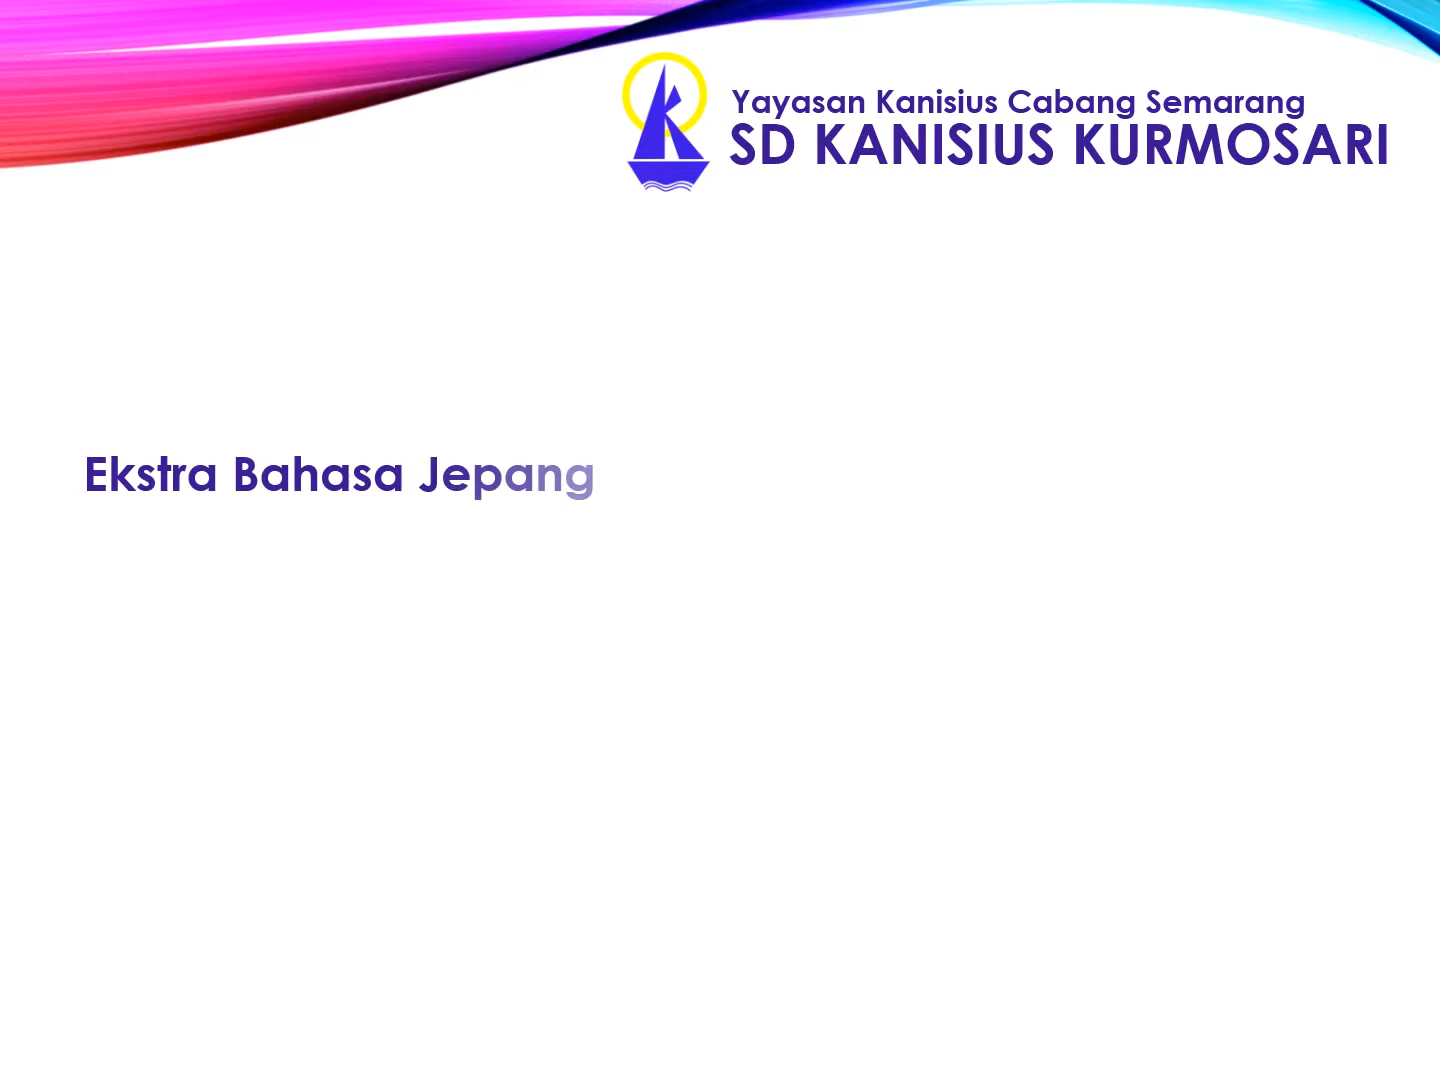 Yayasan Kanisius Cabang Semarang
SD KANISIUS KURMOSARI
Ekstra Bahasa Jepang